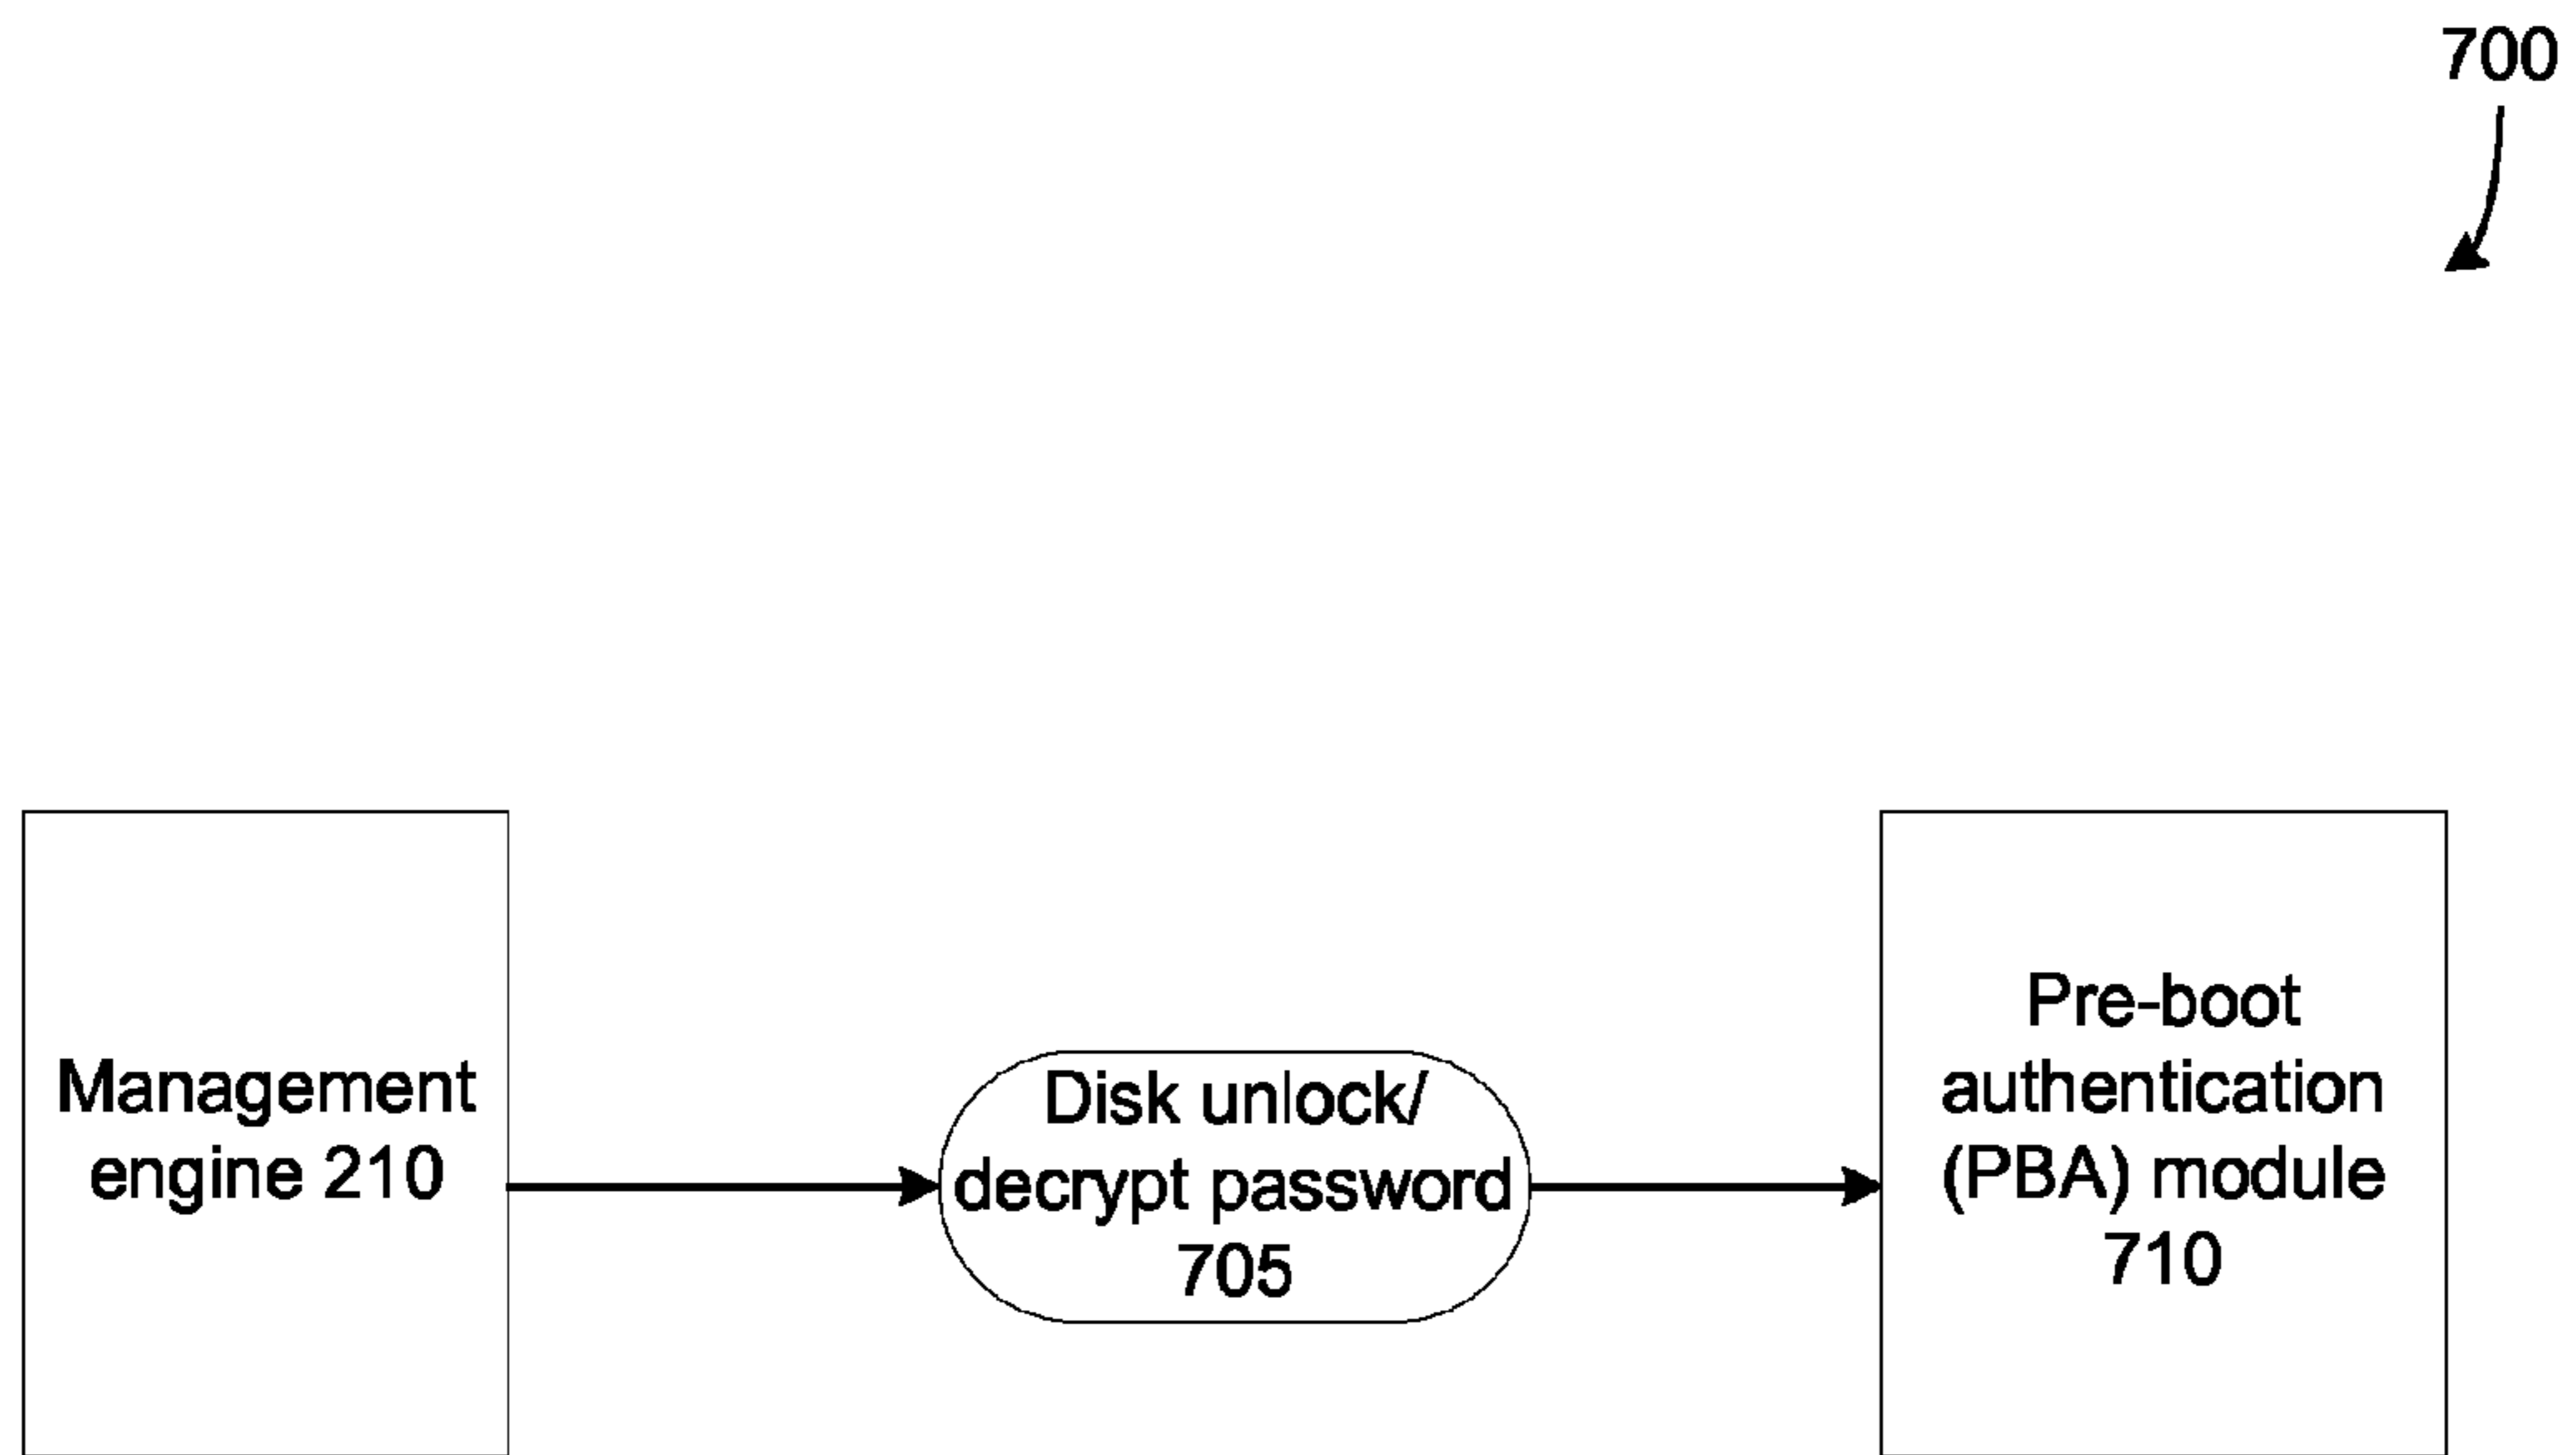 700
Management
engine 210
Disk unlock/
decrypt password
705
Pre-boot
authentication
(PBA) module
710